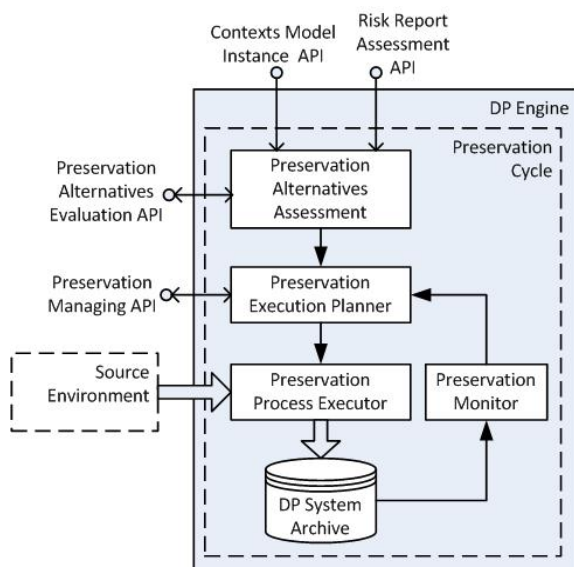 Contexts Model
Instance API
Risk Report
Assessment
API
DP Engine
Preservation
Cycle
Preservation
Alternatives
Assessment
Preservation
Alternatives
Evaluation API
Preservation
Execution Planner
Preservation
Managing API
Source
Environment
Preservation
Process Executor
Preservation
Monitor
DP System
Archive